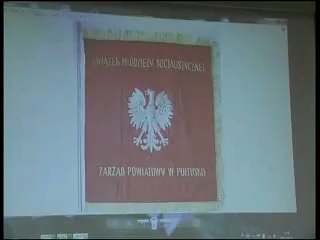 ZWIĄZEK MŁODZIEŻY SOCJALISTYCZNEJ
ZARZĄD POWIATOWY W PUŁTUSKU